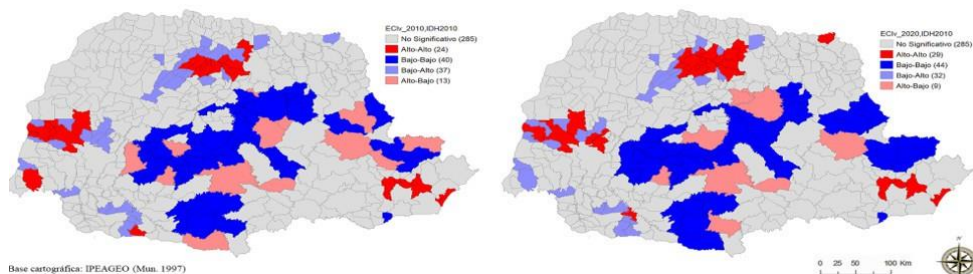 EClv_2010,IDH2010
No Significativo (285)
Alto-Alto (24)
Bajo-Bajo (40)
Bajo-Alto (37)
Alto-Bajo (13)
EClv_2020,IDH2010
No Significativo (285)
Alto-Alto (29)
Bajo-Bajo (44)
Bajo-Alto (32)
Alto-Bajo (9)
Base cartográfica: IPEAGEO (Mun. 1997)
0 25 50 100 Km